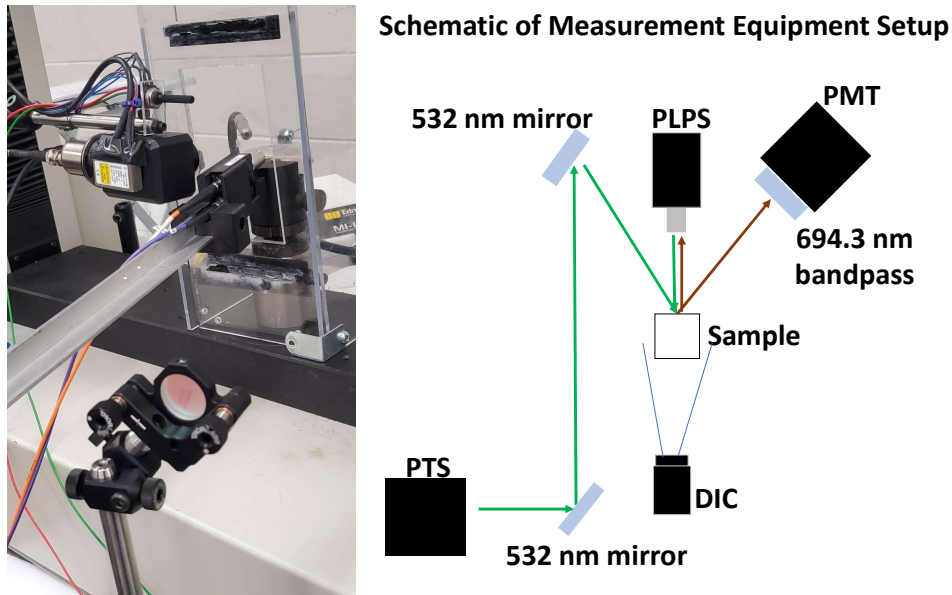 Schematic of Measurement Equipment Setup
532 nm mirror
PLPS
PMT
694.3 nm
bandpass
Sample
PTS
DIC
532 nm mirror